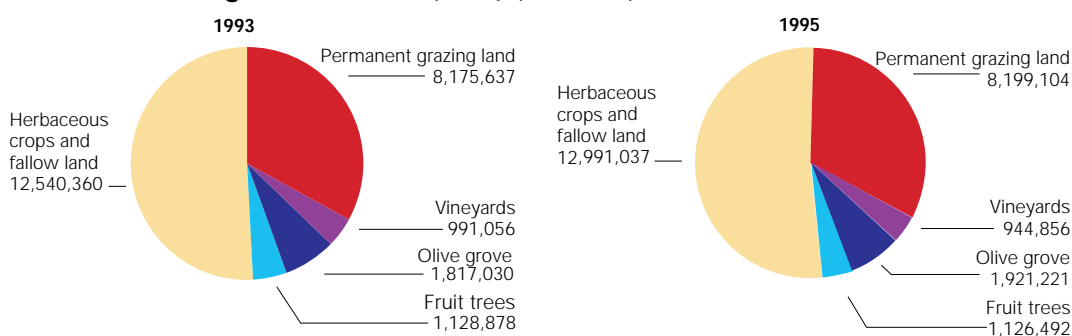 1993
Permanent grazing land
8,175,637
Herbaceous
crops and
fallow land
12,540,360
Vineyards
991,056
Olive grove
1,817,030
Fruit trees
1,128,878
1995
Permanent grazing land
8,199,104
Herbaceous
crops and
fallow land
12,991,037
Vineyards
944,856
Olive grove
1,921,221
Fruit trees
1,126,492